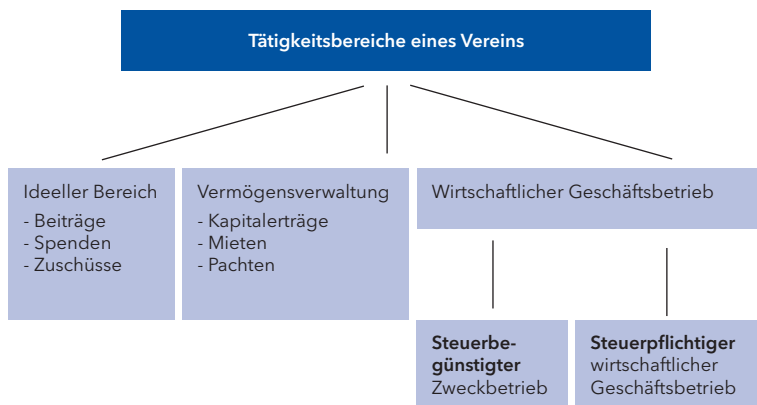 Tätigkeitsbereiche eines Vereins
Ideeller Bereich
- Beiträge
- Spenden
- Zuschüsse
Vermögensverwaltung
- Kapitalerträge
- Mieten
- Pachten
Wirtschaftlicher Geschäftsbetrieb
Steuerbe-
günstigter
Zweckbetrieb
Steuerpflichtiger
wirtschaftlicher
Geschäftsbetrieb